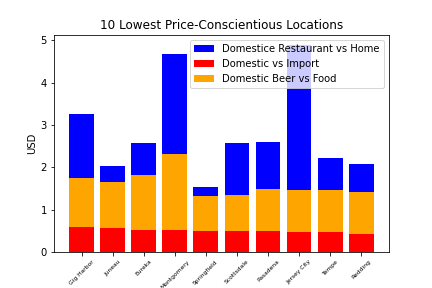 10 Lowest Price-Conscientious Locations
Domestice Restaurant vs Home
Domestic vs Import
Domestic Beer vs Food
USD
5
4
3
2
1
0
Gig Harbor
Juneau
Eureka
Montgomery
Springfield
Scottsdale
Pasadena
Jersey City
Tempe
Redding